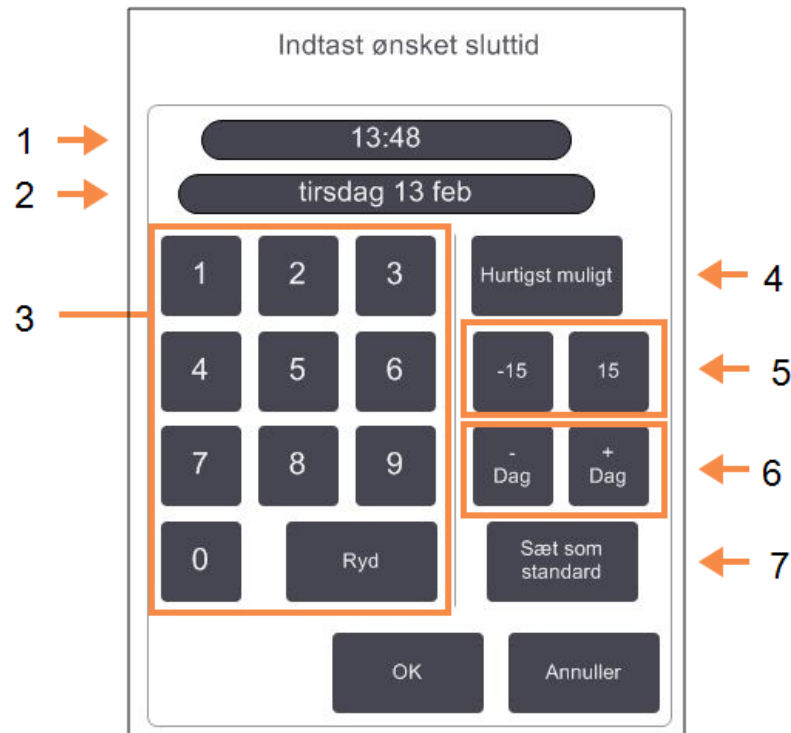 Indtast ønsket sluttid
1
13:48
2
tirsdag 13 feb
3
1 2 3
4 5 6
7 8 9
0 Ryd
Hurtigst muligt
4
-15 15
5
-
Dag
+
Dag
6
Sæt som
standard
7
OK Annuller